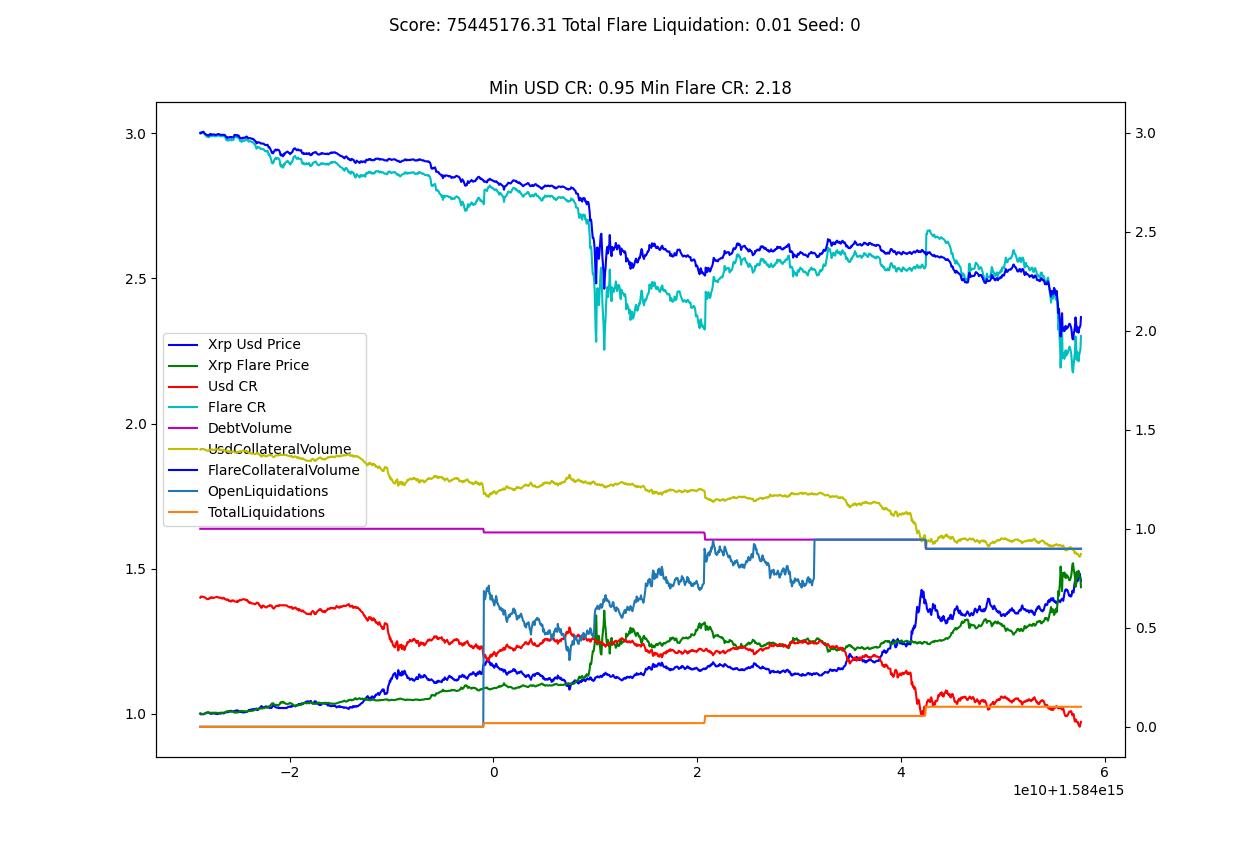 Score: 75445176.31 Total Flare Liquidation: 0.01 Seed: 0
Min USD CR: 0.95 Min Flare CR: 2.18
3.0
2.5
2.0
1.5
1.0
3.0
2.5
2.0
1.5
1.0
0.5
0.0
Xrp Usd Price
Xrp Flare Price
Usd CR
Flare CR
DebtVolume
UsdCollateralVolume
FlareCollateralVolume
OpenLiquidations
TotalLiquidations
−2 0 2 4 6
1e10+1.584e15